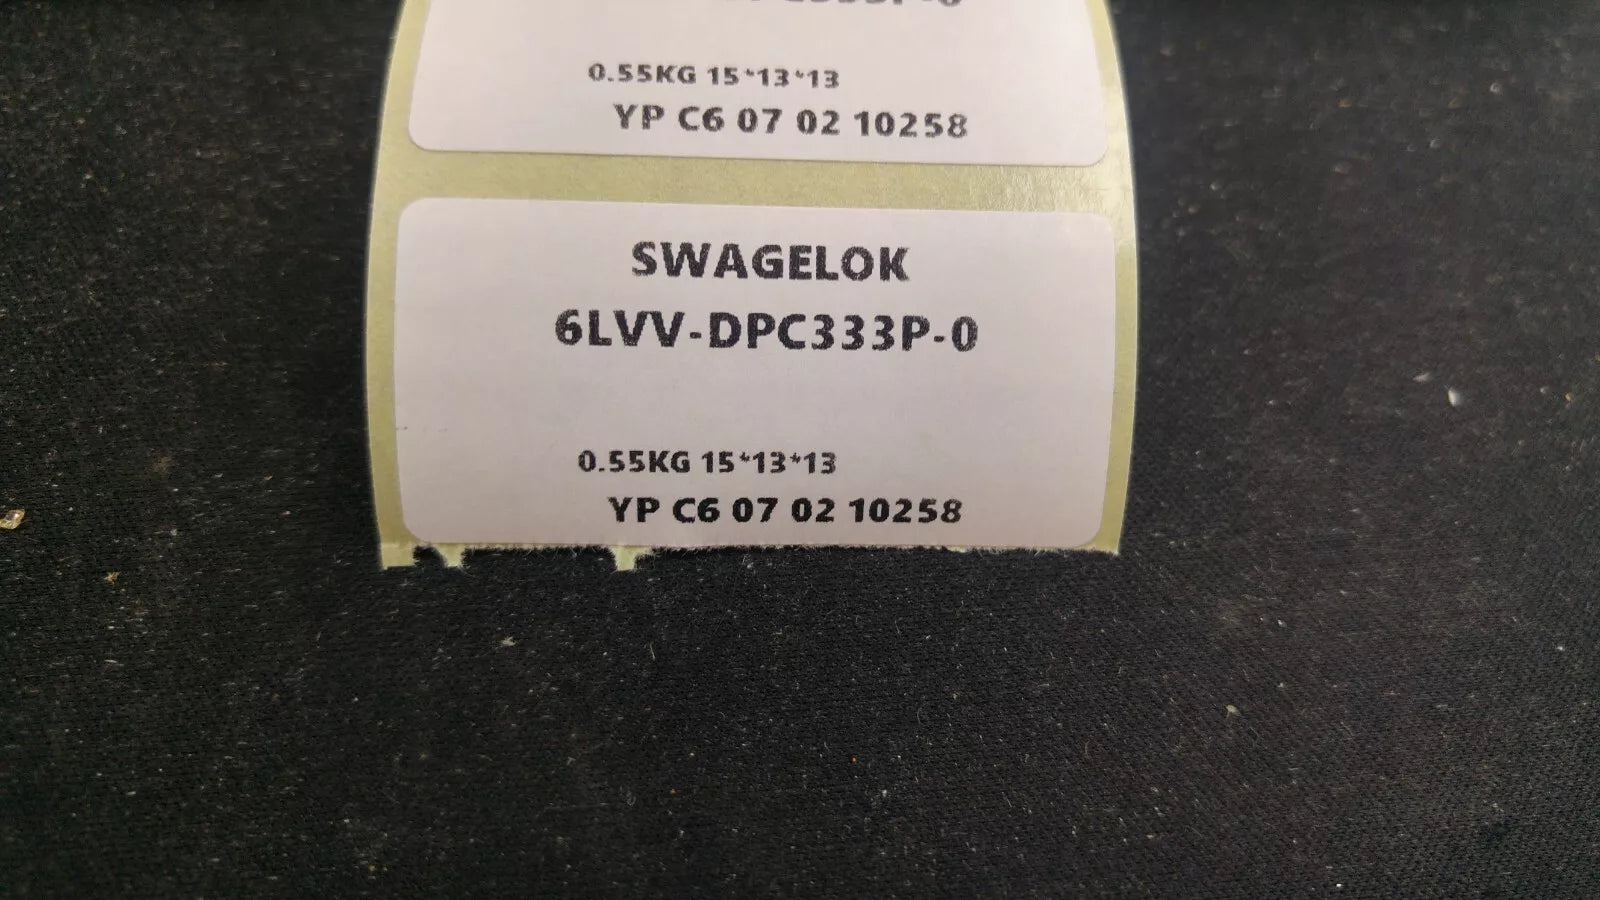 0.55KG 15*13*13
YP C6 07 02 10258
SWAGELOK
6LVV-DPC333P-0
0.55KG 15*13*13
YP C6 07 02 10258